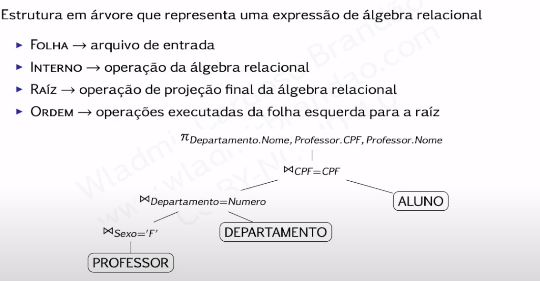 Estrutura em árvore que representa uma expressão de álgebra relacional
▸ FOLHA → arquivo de entrada
▸ INTERNO → operação da álgebra relacional
▸ RAÍZ → operação de projeção final da álgebra relacional
▸ ORDEM → operações executadas da folha esquerda para a raíz
π Departamento.Nome, Professor.CPF, Professor.Nome
⋈ CPF=CPF
⋈ Departamento=Numero
ALUNO
⋈ Sexo='F'
DEPARTAMENTO
PROFESSOR